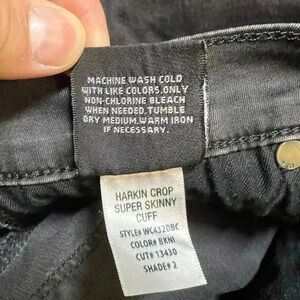 MACHINE WASH COLD
WITH LIKE COLORS. ONLY
NON-CHLORINE BLEACH
WHEN NEEDED. TUMBLE
DRY MEDIUM. WARM IRON
IF NECESSARY.
HARKIN CROP
SUPER SKINNY
CUFF
STYLE# WC4320BC
COLOR# BKNI
CUT# 13430
SHADE# 2